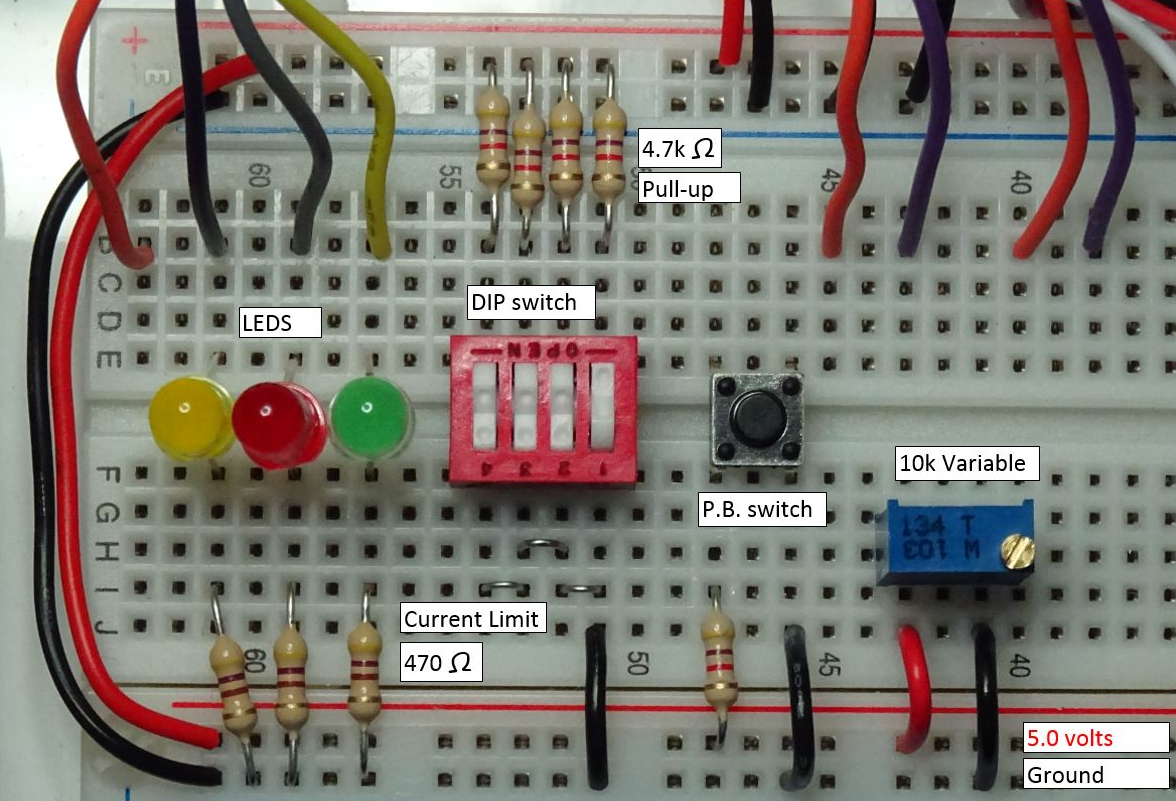 +
E
60
55
45
40
4.7k Ω
Pull-up
B
C
D
E
DIP switch
LEDS
OPEN
4 3 2 1
F
G
H
I
J
10k Variable
P.B. switch
134 T
M 103
Current Limit
470 Ω
60
50
45
40
5.0 volts
Ground